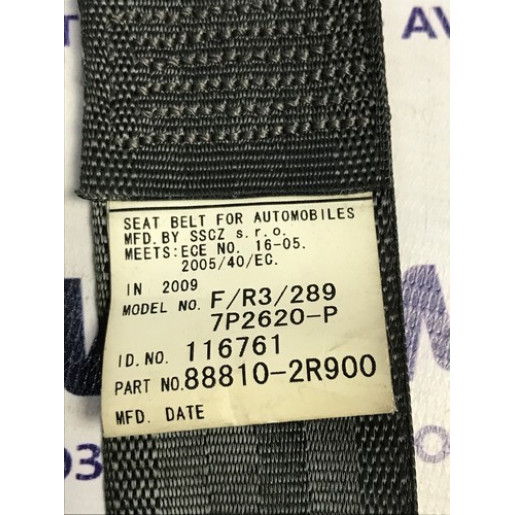 AV
SEAT BELT FOR AUTOMOBILES
MFD. BY SSCZ s.r.o.
MEETS:ECE NO. 16-05.
2005/40/EC.
IN 2009
MODEL NO. F/R3/289
7P2620-P
ID.NO. 116761
PART NO.88810-2R900
MFD. DATE